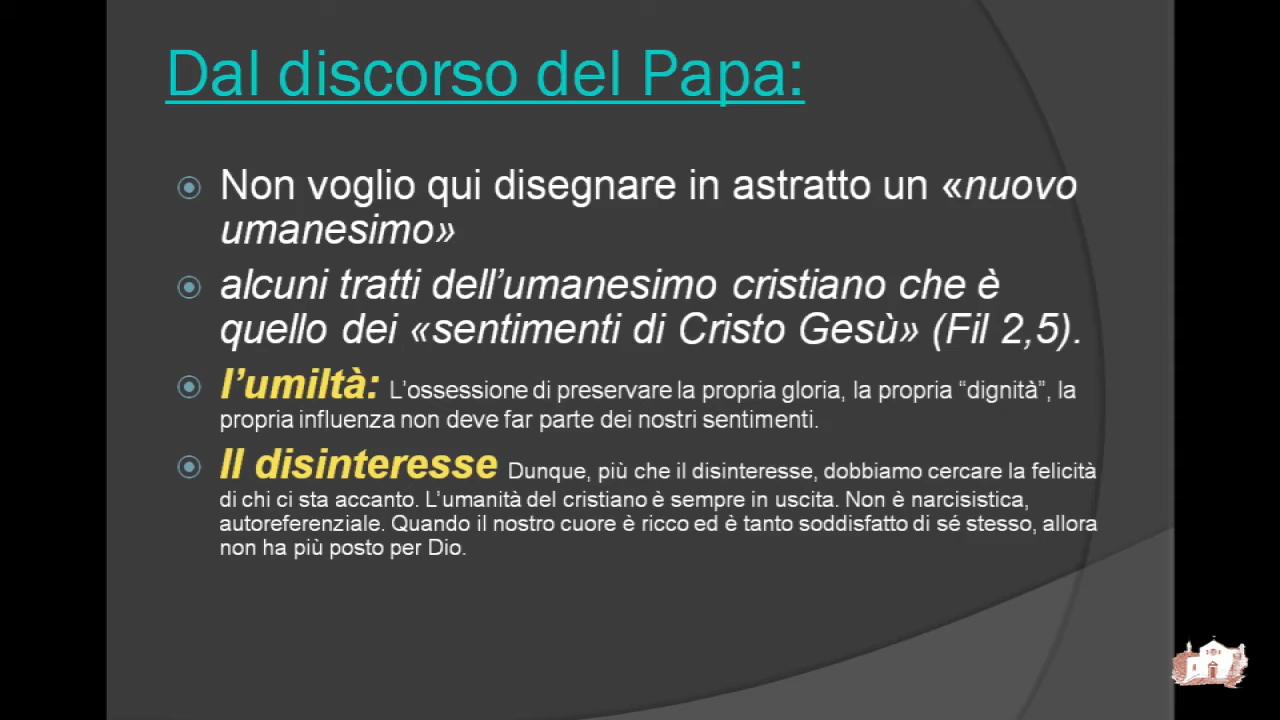 Dal discorso del Papa:
Non voglio qui disegnare in astratto un «nuovo
umanesimo»
alcuni tratti dell’umanesimo cristiano che è
quello dei «sentimenti di Cristo Gesù» (Fil 2,5).
l’umiltà: L’ossessione di preservare la propria gloria, la propria “dignità”, la
propria influenza non deve far parte dei nostri sentimenti.
Il disinteresse Dunque, più che il disinteresse, dobbiamo cercare la felicità
di chi ci sta accanto. L’umanità del cristiano è sempre in uscita. Non è narcisistica,
autoreferenziale. Quando il nostro cuore è ricco ed è tanto soddisfatto di sé stesso, allora
non ha più posto per Dio.